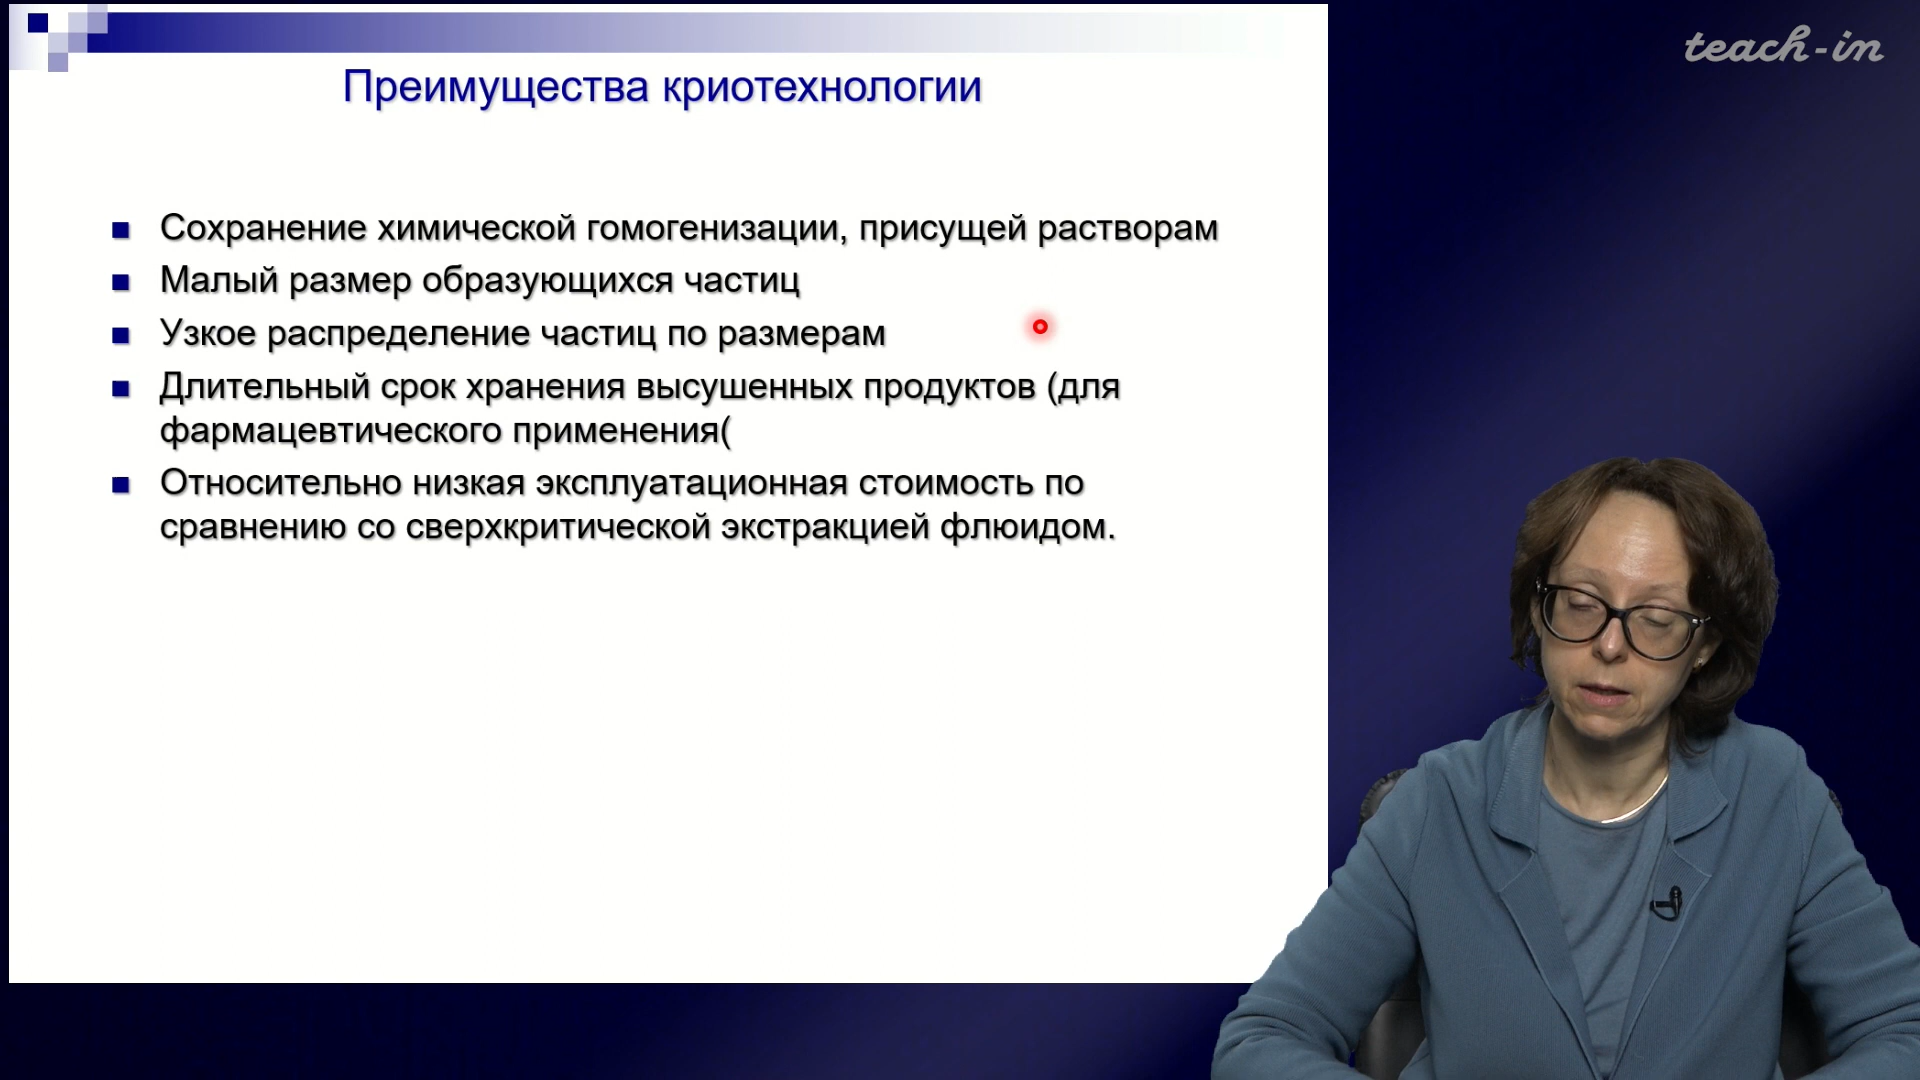 teach-in
Преимущества криотехнологии
Сохранение химической гомогенизации, присущей растворам
Малый размер образующихся частиц
Узкое распределение частиц по размерам
Длительный срок хранения высушенных продуктов (для
фармацевтического применения(
Относительно низкая эксплуатационная стоимость по
сравнению со сверхкритической экстракцией флюидом.